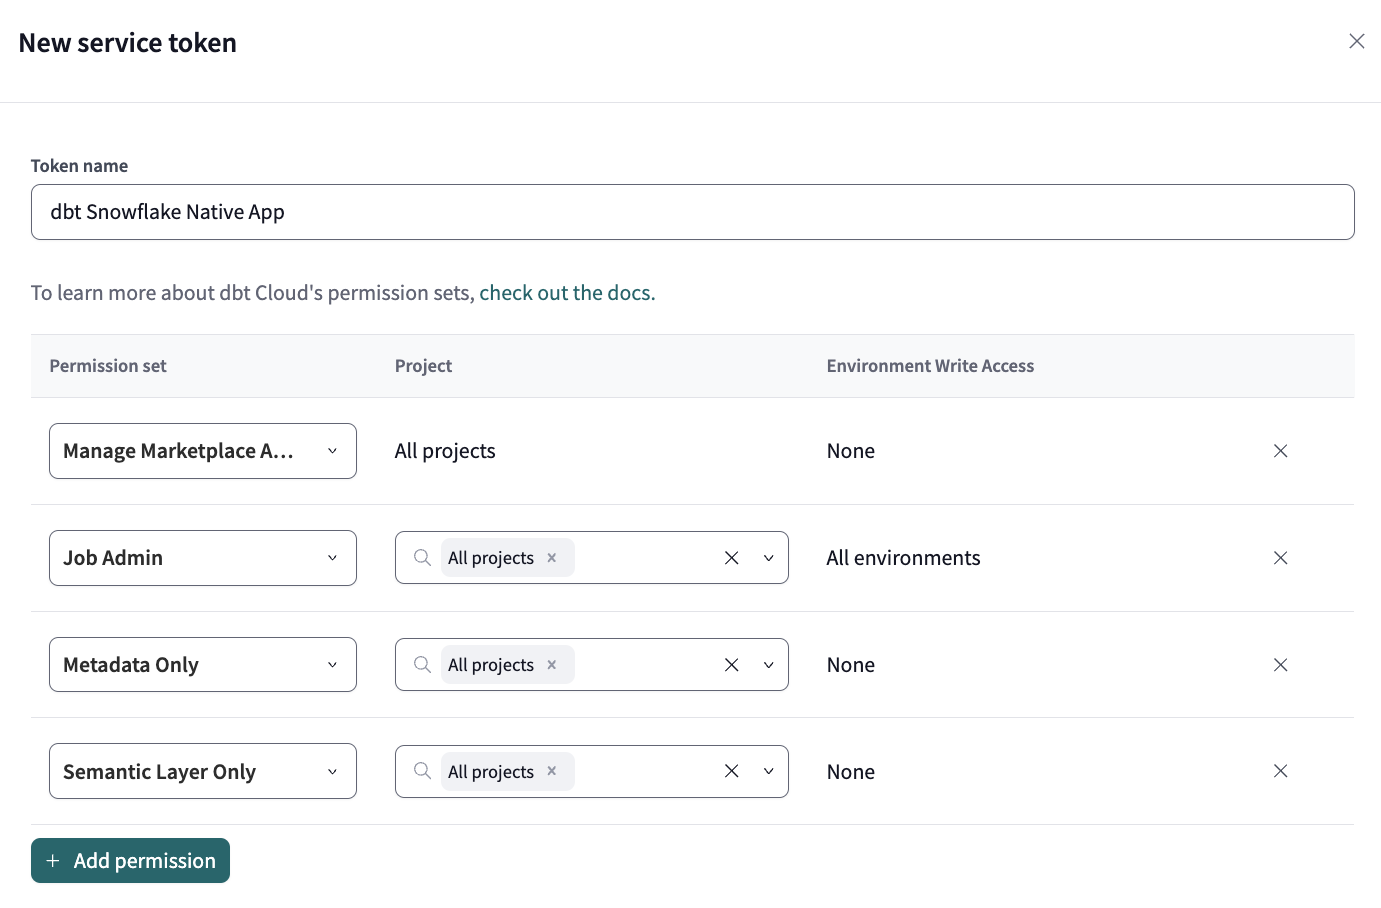 New service token
Token name
dbt Snowflake Native App
To learn more about dbt Cloud's permission sets, check out the docs.
Permission set Project Environment Write Access
Manage Marketplace A... All projects None
Job Admin All projects All environments
Metadata Only All projects None
Semantic Layer Only All projects None
+ Add permission